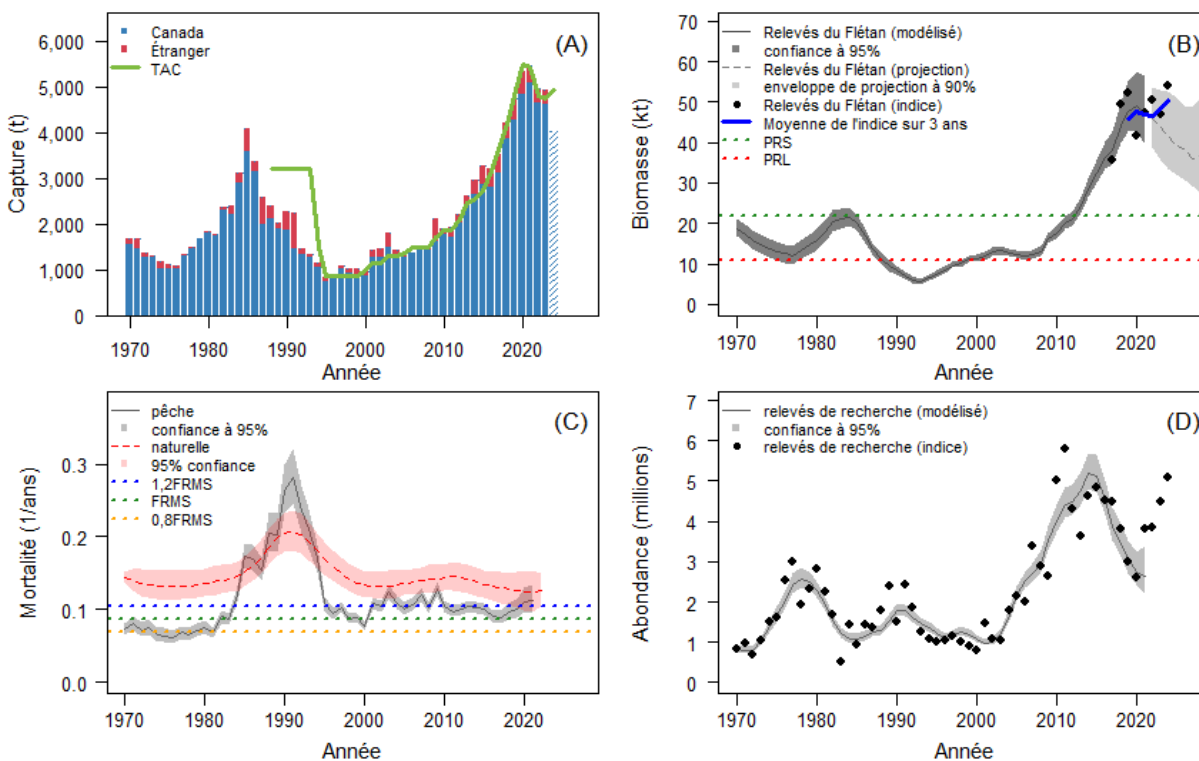 (A)
Canada
Étranger
TAC
Capture (t)
6,000
5,000
4,000
3,000
2,000
1,000
0
1970 1980 1990 2000 2010 2020
Année
(B)
Relevés du Flétan (modélisé)
confiance à 95%
Relevés du Flétan (projection)
enveloppe de projection à 90%
Relevés du Flétan (indice)
Moyenne de l'indice sur 3 ans
PRS
PRL
Biomasse (kt)
70
60
50
40
30
20
10
0
1970 1980 1990 2000 2010 2020
Année
(C)
pêche
confiance à 95%
naturelle
95% confiance
1,2FRMS
FRMS
0,8FRMS
Mortalité (1/ans)
0.3
0.2
0.1
0.0
1970 1980 1990 2000 2010 2020
Année
(D)
relevés de recherche (modélisé)
confiance à 95%
relevés de recherche (indice)
Abondance (millions)
7
6
5
4
3
2
1
0
1970 1980 1990 2000 2010 2020
Année